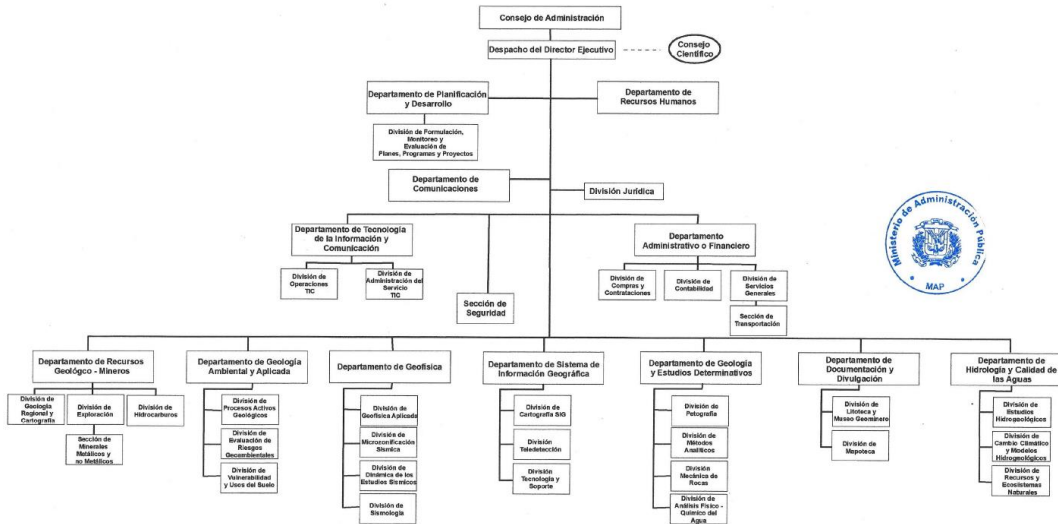 Consejo de Administración
Despacho del Director Ejecutivo
Consejo
Científico
Departamento de Planificación
y Desarrollo
Departamento de
Recursos Humanos
División de Formulación,
Monitoreo y
Evaluación de
Planes, Programas y Proyectos
Departamento de
Comunicaciones
División Jurídica
Ministerio de Administración Pública
MAP
Departamento de Tecnología
de la Información y
Comunicación
Departamento
Administrativo o Financiero
División de
Operaciones
TIC
División de
Administración del
Servicio
TIC
Sección de
Seguridad
División de
Compras y
Contrataciones
División de
Contabilidad
División de
Servicios
Generales
Sección de
Transportación
Departamento de Recursos
Geológco - Mineros
Departamento de Geología
Ambiental y Aplicada
Departamento de Geofísica
Departamento de Sistema de
Información Geográfica
Departamento de Geología
y Estudios Determinativos
Departamento de
Documentación y
Divulgación
Departamento de
Hidrología y Calidad de
las Aguas
División de
Geología
Regional y
Cartografía
División de
Exploración
División de
Hidrocarburos
Sección de
Minerales
Metálicos y
no Metálicos
División de
Procesos Activos
Geológicos
División de
Evaluación de
Riesgos
Geoambientales
División de
Vulnerabilidad
y Usos del Suelo
División de
Geofísica Aplicada
División de
Microzonificación
Sísmica
División de
Dinámica de los
Estudios Sísmicos
División de
Sismología
División de
Cartografía SIG
División
Teledetección
División
Tecnología y
Soporte
División de
Petografía
División de
Métodos
Analíticos
División
Mecánica de
Rocas
División de
Análisis Físico -
Químico del
Agua
División de
Litoteca y
Museo Geominero
División de
Mapoteca
División de
Estudios
Hidrogeológicos
División de
Cambio Climático y
Modelos
Hidrogeológicos
División de
Recursos y
Ecosistemas
Naturales